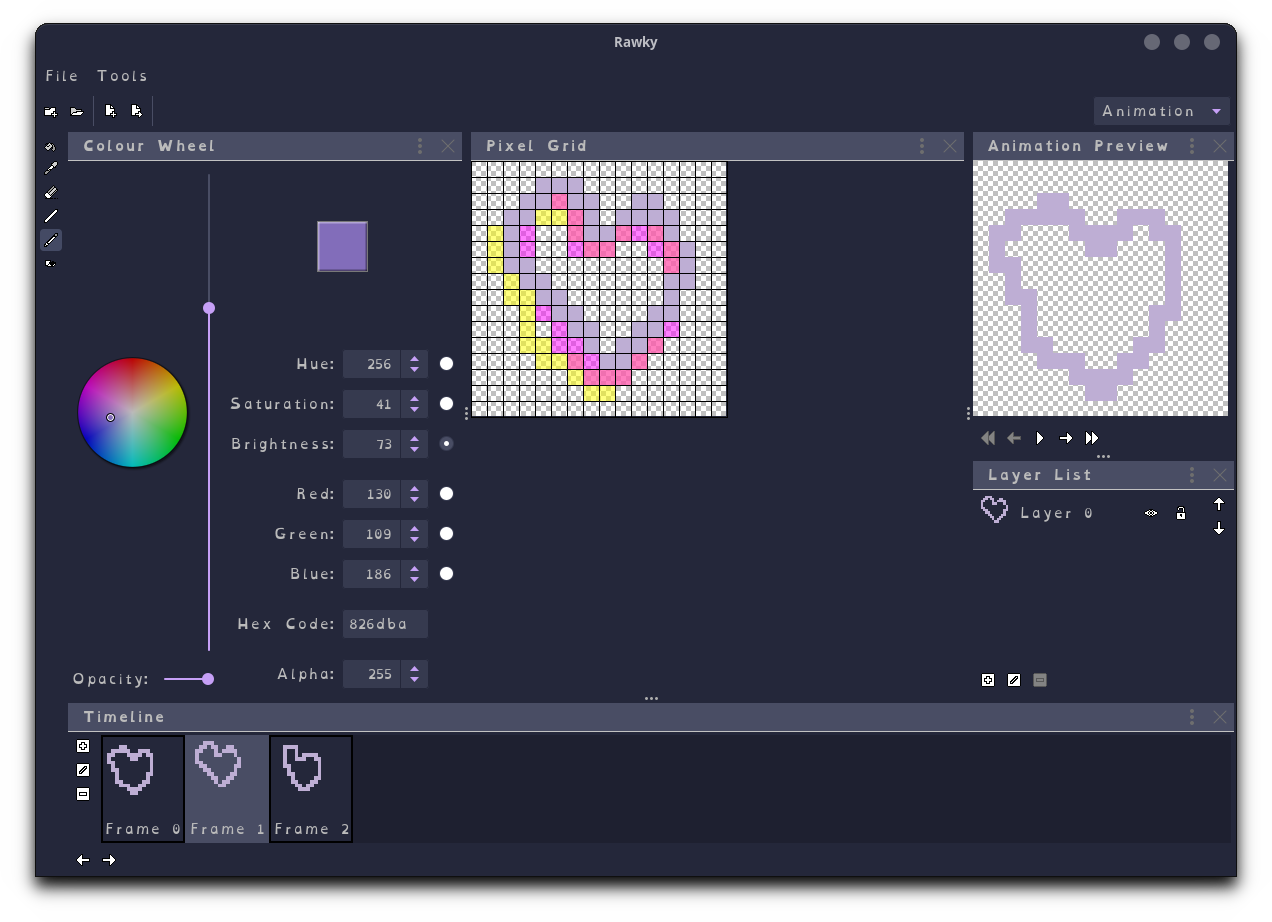 Rawky
File Tools
Animation
Colour Wheel
Pixel Grid
Animation Preview
Hue: 256
Saturation: 41
Brightness: 73
Red: 130
Green: 109
Blue: 186
Hex Code: 826dba
Opacity:
Alpha: 255
Layer List
Layer 0
Timeline
Frame 0
Frame 1
Frame 2